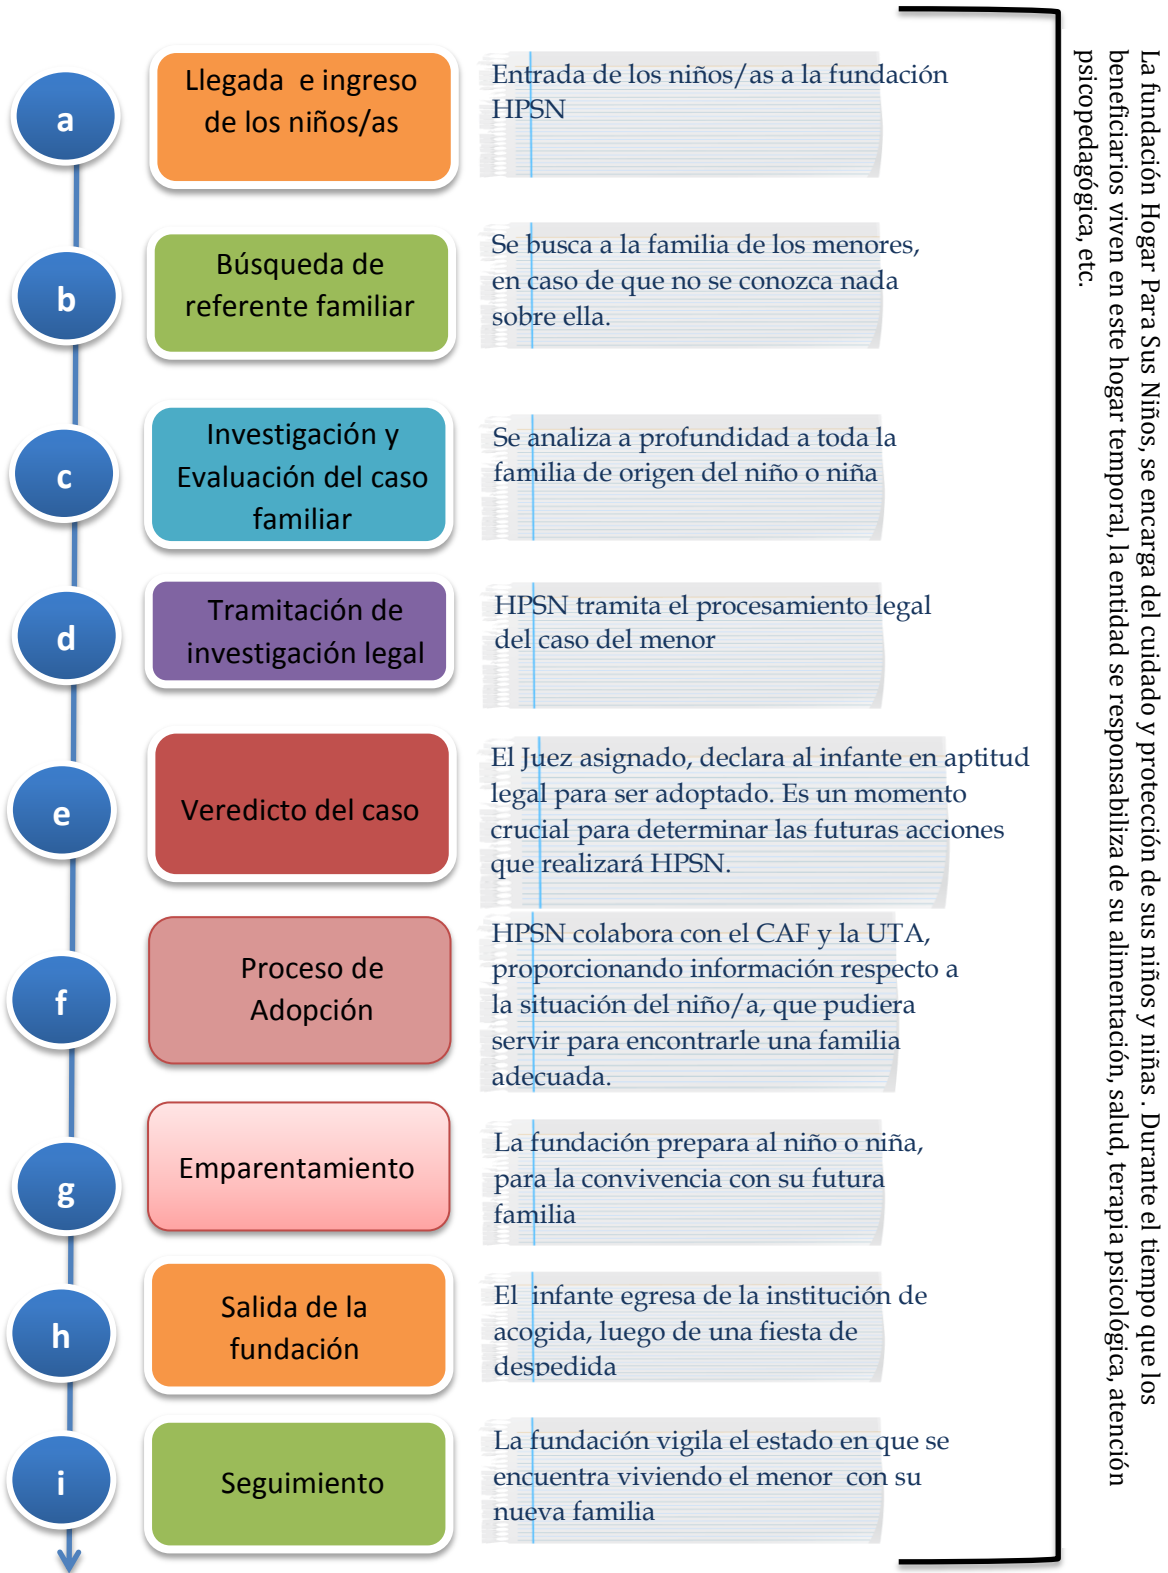 a
Llegada e ingreso
de los niños/as
Entrada de los niños/as a la fundación
HPSN
b
Búsqueda de
referente familiar
Se busca a la familia de los menores,
en caso de que no se conozca nada
sobre ella.
c
Investigación y
Evaluación del caso
familiar
Se analiza a profundidad a toda la
familia de origen del niño o niña
d
Tramitación de
investigación legal
HPSN tramita el procesamiento legal
del caso del menor
e
Veredicto del caso
El Juez asignado, declara al infante en aptitud
legal para ser adoptado. Es un momento
crucial para determinar las futuras acciones
que realizará HPSN.
f
Proceso de
Adopción
HPSN colabora con el CAF y la UTA,
proporcionando información respecto a
la situación del niño/a, que pudiera
servir para encontrarle una familia
adecuada.
g
Emparentamiento
La fundación prepara al niño o niña,
para la convivencia con su futura
familia
h
Salida de la
fundación
El infante egresa de la institución de
acogida, luego de una fiesta de
despedida
i
Seguimiento
La fundación vigila el estado en que se
encuentra viviendo el menor con su
nueva familia
La fundación Hogar Para Sus Niños, se encarga del cuidado y protección de sus niños y niñas . Durante el tiempo que los
beneficiarios viven en este hogar temporal, la entidad se responsabiliza de su alimentación, salud, terapia psicológica, atención
psicopedagógica, etc.